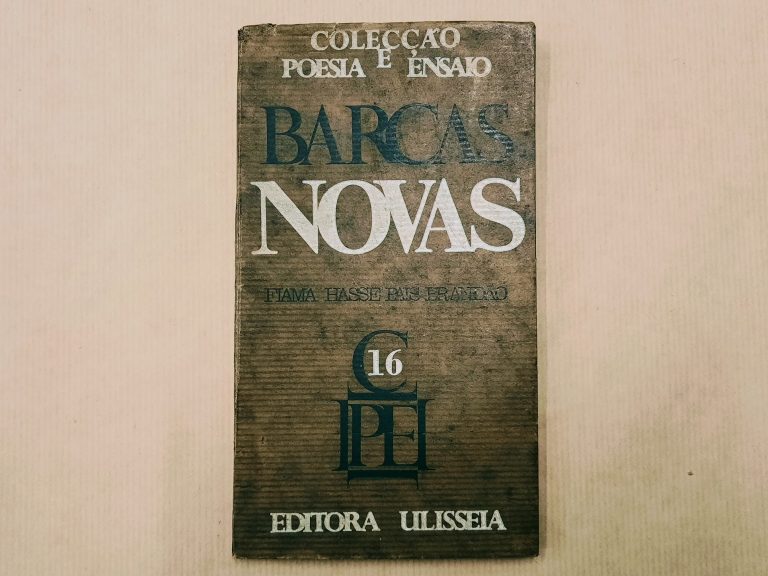 COLECÇÃO
E
POESIA ENSAIO
BARCAS
NOVAS
FIAMA HASSE PAIS BRANDÃO
C
16
PE
EDITORA ULISSEIA